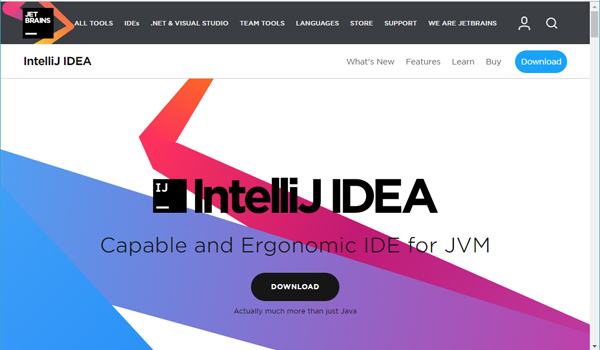 JET
BRAINS
ALL TOOLS IDEs .NET & VISUAL STUDIO TEAM TOOLS LANGUAGES STORE SUPPORT WE ARE JETBRAINS
IntelliJ IDEA What's New Features Learn Buy Download
IJ IntelliJ IDEA
Capable and Ergonomic IDE for JVM
DOWNLOAD
Actually much more than just Java